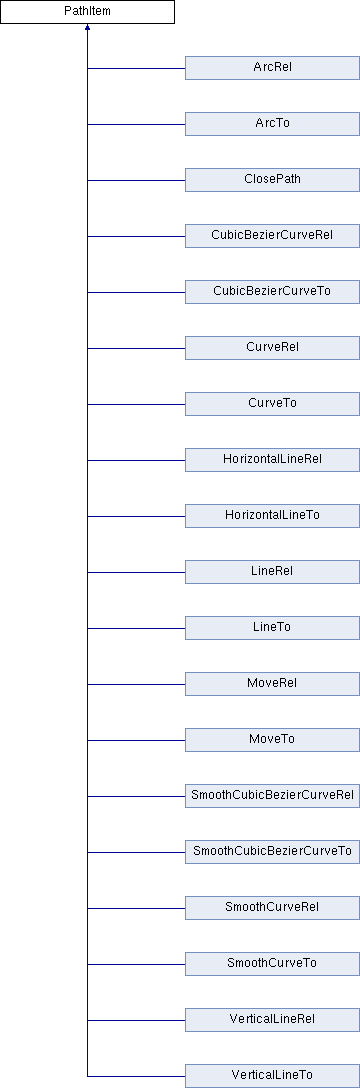 PathItem
ArcRel
ArcTo
ClosePath
CubicBezierCurveRel
CubicBezierCurveTo
CurveRel
CurveTo
HorizontalLineRel
HorizontalLineTo
LineRel
LineTo
MoveRel
MoveTo
SmoothCubicBezierCurveRel
SmoothCubicBezierCurveTo
SmoothCurveRel
SmoothCurveTo
VerticalLineRel
VerticalLineTo